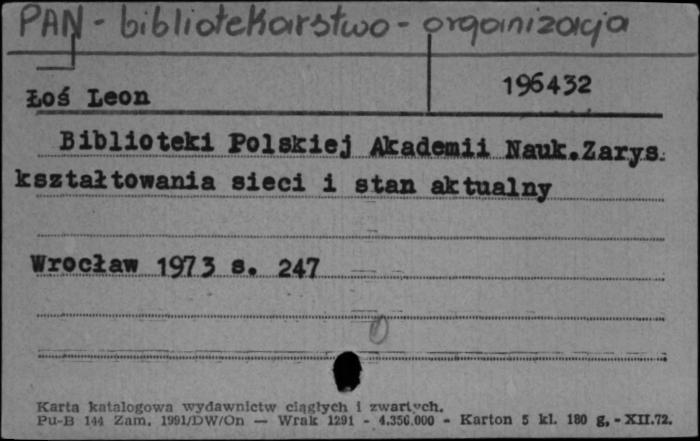 PAN - bibliotekarstwo - organizacja
196432
Łoś Leon
Biblioteki Polskiej Akademii Nauk.Zarys
kształtowania sieci i stan aktualny
Wrocław 1973 s. 247
Karta katalogowa wydawnictw ciągłych i zwartych.
Pu-B 144 Zam. 1991/DW/On — Wrak 1291 - 4.350.000 - Karton 5 kl. 180 g, - XII.72.